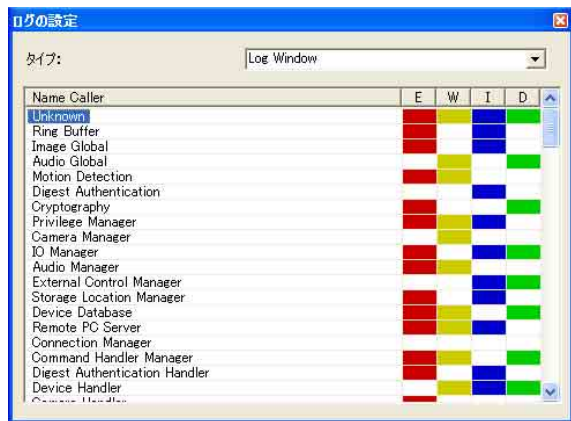 ログの設定
タイプ: Log Window
Name Caller E W I D
Unknown
Ring Buffer
Image Global
Audio Global
Motion Detection
Digest Authentication
Cryptography
Privilege Manager
Camera Manager
IO Manager
Audio Manager
External Control Manager
Storage Location Manager
Device Database
Remote PC Server
Connection Manager
Command Handler Manager
Digest Authentication Handler
Device Handler
Camera Handler